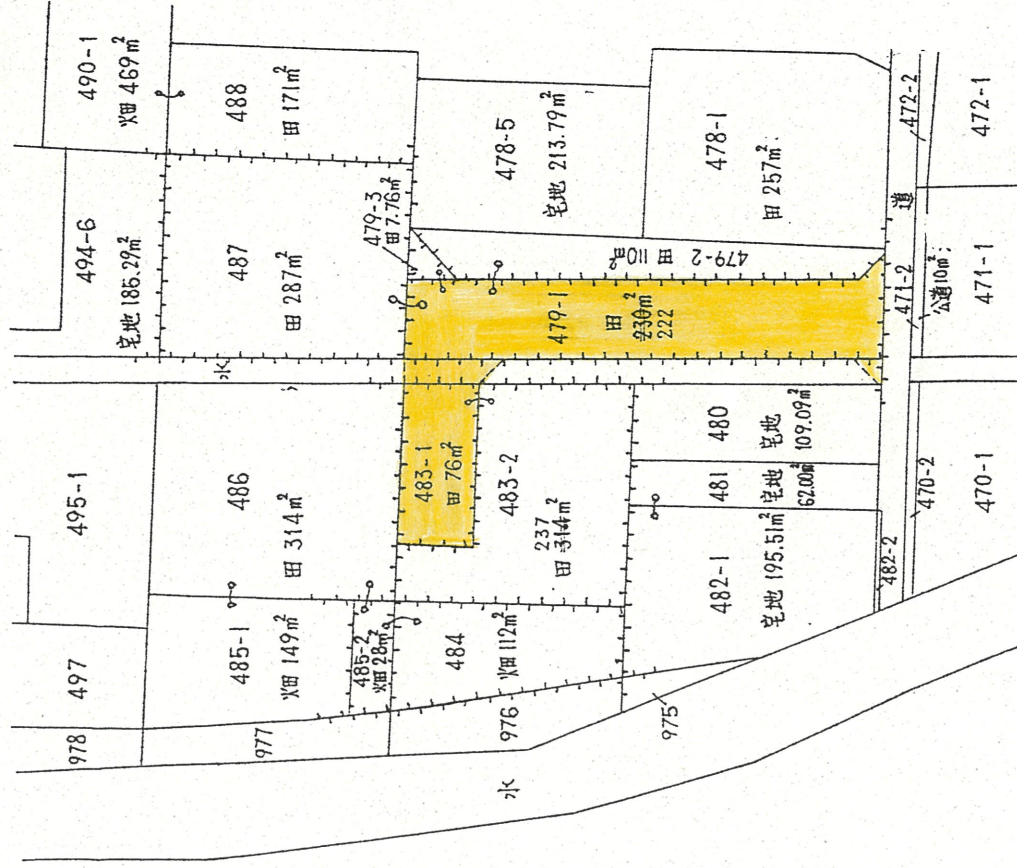 490-1
畑 469㎡
488
田 171㎡
494-6
宅地 185.29㎡
487
田 287㎡
479-3
田 7.76㎡
478-5
宅地 213.79㎡
478-1
田 257㎡
472-2
472-1
道
479-2 田 110㎡
479-1
田
~~230㎡~~
222
471-2
公道10㎡
471-1
水
495-1
486
田 314㎡
483-1
田 76㎡
483-2
237
田 ~~314㎡~~
480
宅地
109.09㎡
481
宅地
62.00㎡
482-1
宅地 195.51㎡
482-2
470-2
470-1
497
485-1
畑 149㎡
485-2
畑 28㎡
484
畑 112㎡
978
977
976
975
水